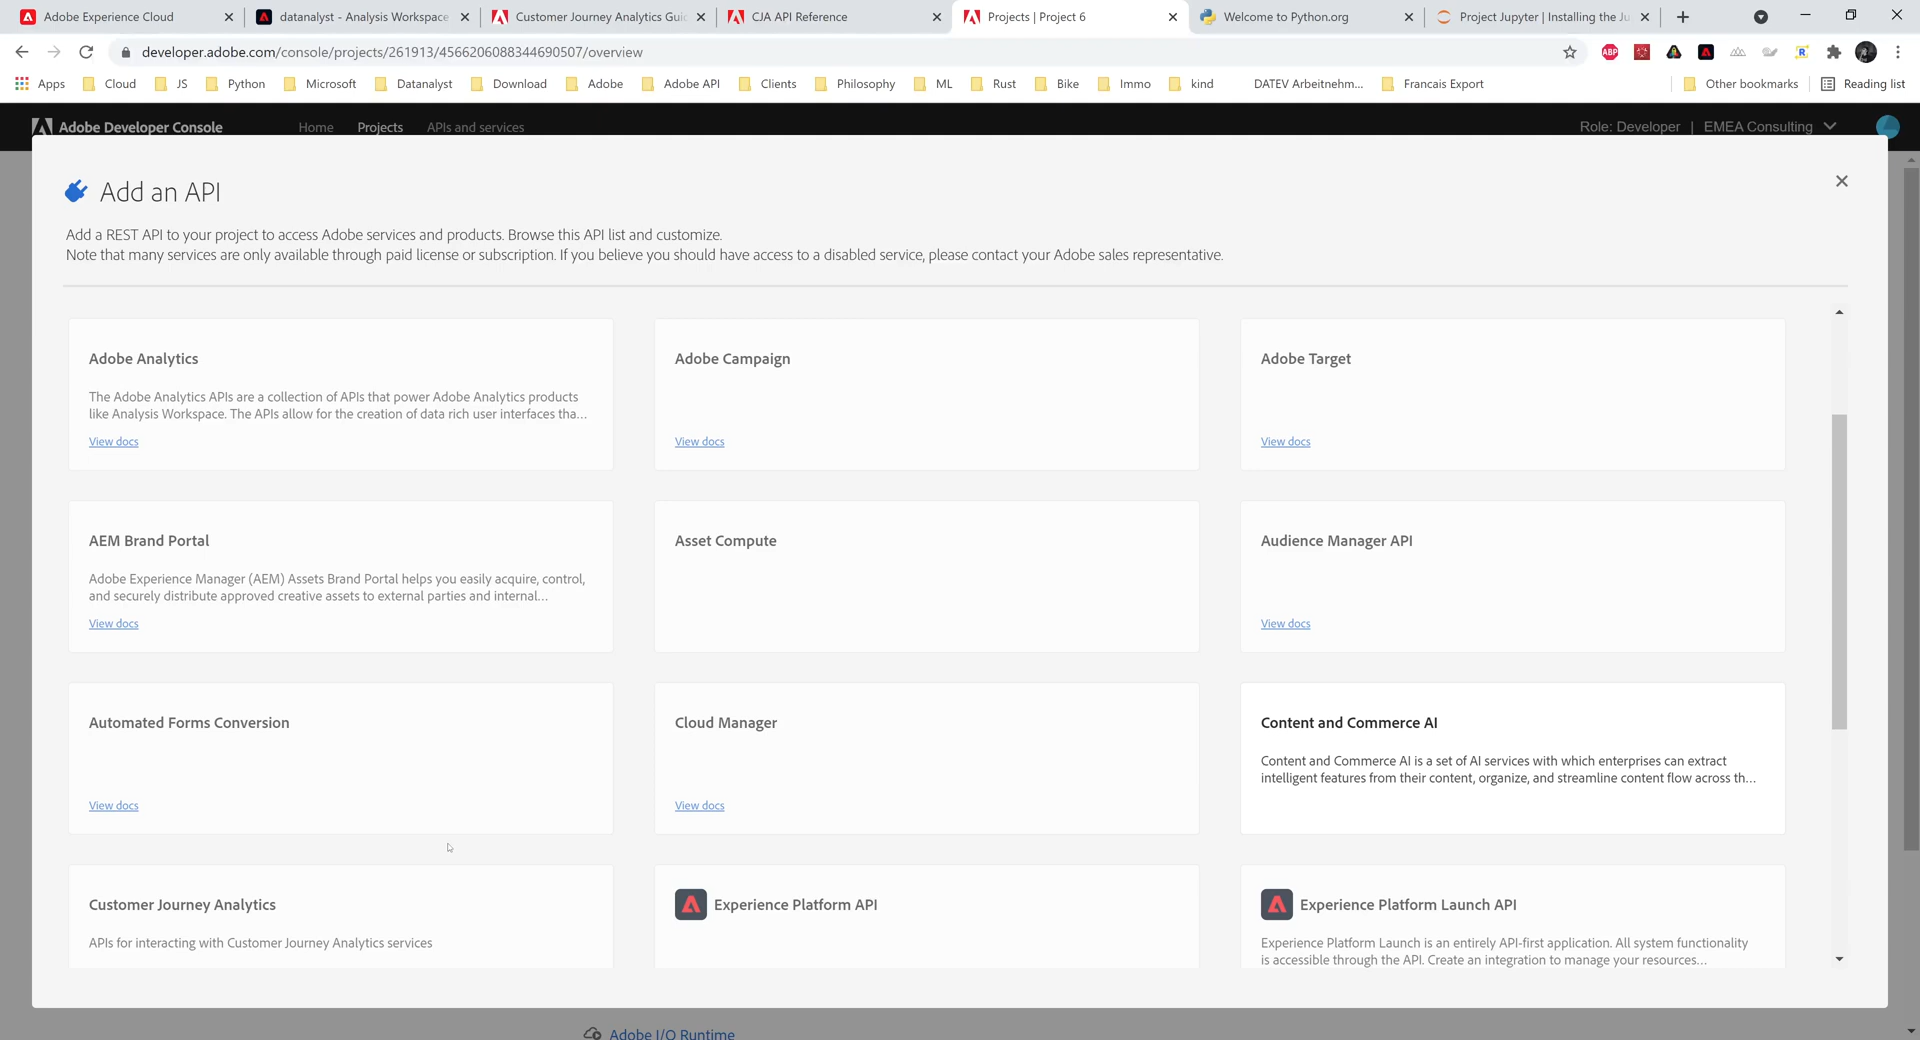 Adobe Experience Cloud
datanalyst - Analysis Workspace
Customer Journey Analytics Guid
CJA API Reference
Projects | Project 6
Welcome to Python.org
Project Jupyter | Installing the Ju
developer.adobe.com/console/projects/261913/4566206088344690507/overview
ABP
Apps
Cloud
JS
Python
Microsoft
Datanalyst
Download
Adobe
Adobe API
Clients
Philosophy
ML
Rust
Bike
Immo
kind
DATEV Arbeitnehm...
Francais Export
Other bookmarks
Reading list
Adobe Developer Console
Home
Projects
APIs and services
Role: Developer | EMEA Consulting
Add an API
Add a REST API to your project to access Adobe services and products. Browse this API list and customize.
Note that many services are only available through paid license or subscription. If you believe you should have access to a disabled service, please contact your Adobe sales representative.
Adobe Analytics
The Adobe Analytics APIs are a collection of APIs that power Adobe Analytics products
like Analysis Workspace. The APIs allow for the creation of data rich user interfaces tha...
View docs
Adobe Campaign
View docs
Adobe Target
View docs
AEM Brand Portal
Adobe Experience Manager (AEM) Assets Brand Portal helps you easily acquire, control,
and securely distribute approved creative assets to external parties and internal...
View docs
Asset Compute
Audience Manager API
View docs
Automated Forms Conversion
View docs
Cloud Manager
View docs
Content and Commerce AI
Content and Commerce AI is a set of AI services with which enterprises can extract
intelligent features from their content, organize, and streamline content flow across th...
Customer Journey Analytics
APIs for interacting with Customer Journey Analytics services
Experience Platform API
Experience Platform Launch API
Experience Platform Launch is an entirely API-first application. All system functionality
is accessible through the API. Create an integration to manage your resources...
Adobe I/O Runtime